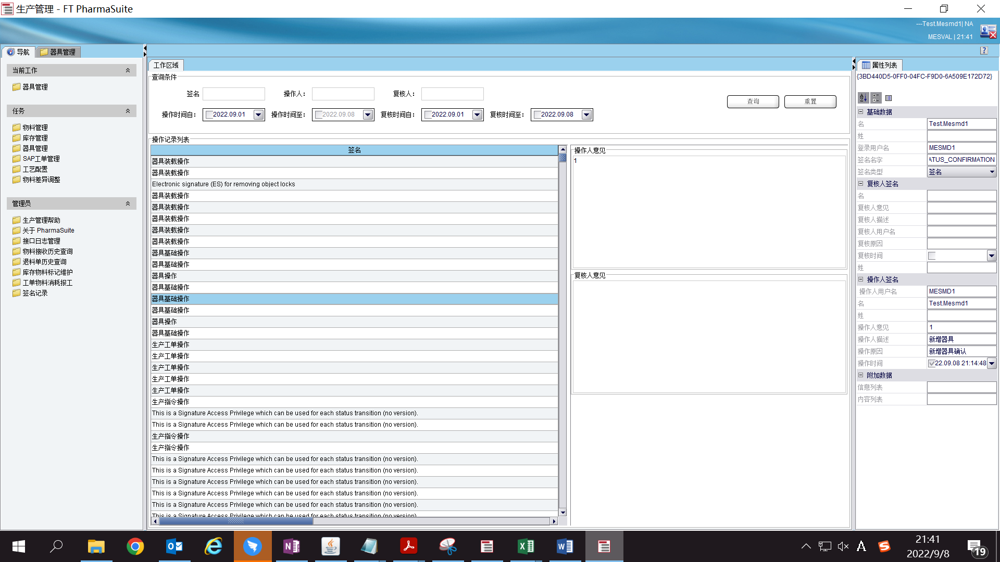 生产管理 - FT PharmaSuite
---Test.Mesmd1| NA
MESVAL | 21:41
导航
器具管理
?
当前工作
器具管理
任务
物料管理
库存管理
器具管理
SAP工单管理
工艺配置
物料差异调整
管理员
生产管理帮助
关于 PharmaSuite
接口日志管理
物料接收历史查询
退料单历史查询
库存物料标记维护
工单物料消耗报工
签名记录
工作区域
查询条件
签名
操作人：
复核人：
查询
重置
操作时间自：
2022.09.01
操作时间至：
2022.09.08
复核时间自：
2022.09.01
复核时间至：
2022.09.08
操作记录列表
签名
器具装载操作
器具装载操作
Electronic signature (ES) for removing object locks
器具装载操作
器具装载操作
器具装载操作
器具装载操作
器具装载操作
器具基础操作
器具基础操作
器具操作
器具基础操作
器具基础操作
器具基础操作
器具操作
器具基础操作
生产工单操作
生产工单操作
生产工单操作
生产工单操作
生产工单操作
生产指令操作
This is a Signature Access Privilege which can be used for each status transition (no version).
This is a Signature Access Privilege which can be used for each status transition (no version).
生产指令操作
生产指令操作
This is a Signature Access Privilege which can be used for each status transition (no version).
This is a Signature Access Privilege which can be used for each status transition (no version).
This is a Signature Access Privilege which can be used for each status transition (no version).
This is a Signature Access Privilege which can be used for each status transition (no version).
This is a Signature Access Privilege which can be used for each status transition (no version).
This is a Signature Access Privilege which can be used for each status transition (no version).
操作人意见
1
复核人意见
属性列表
{3BD440D5-0FF0-04FC-F9D0-6A509E172D72}
基础数据
名 Test.Mesmd1
姓
登录用户名 MESMD1
签名名字 ATUS_CONFIRMATION
签名类型 签名
复核人签名
名
复核人意见
复核人描述
复核人用户名
复核原因
复核时间
姓
操作人签名
操作人用户名 MESMD1
名 Test.Mesmd1
姓
操作人意见 1
操作人描述 新增器具
操作原因 新增器具确认
操作时间 22.09.08 21:14:48
附加数据
信息列表
内容列表
21:41
2022/9/8
19